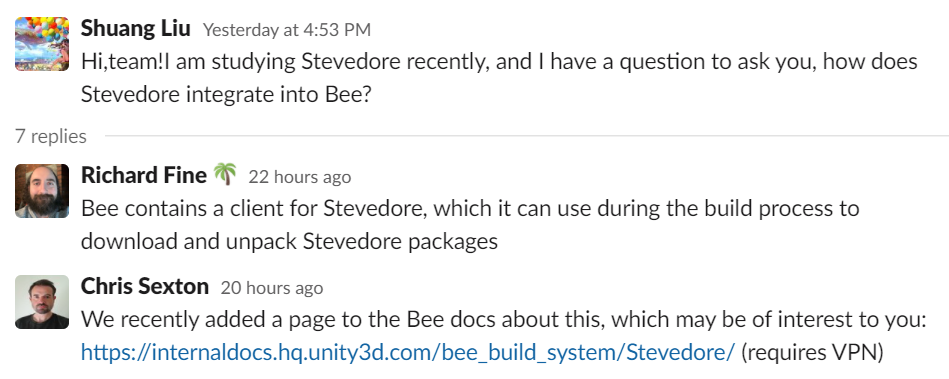 Shuang Liu Yesterday at 4:53 PM
Hi,team!I am studying Stevedore recently, and I have a question to ask you, how does
Stevedore integrate into Bee?
7 replies
Richard Fine 🌴 22 hours ago
Bee contains a client for Stevedore, which it can use during the build process to
download and unpack Stevedore packages
Chris Sexton 20 hours ago
We recently added a page to the Bee docs about this, which may be of interest to you:
https://internaldocs.hq.unity3d.com/bee_build_system/Stevedore/ (requires VPN)